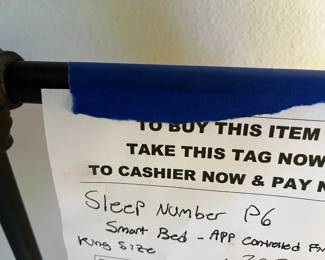 TO BUY THIS ITEM
TAKE THIS TAG NOW
TO CASHIER NOW & PAY
Sleep Number P6
Smart Bed - App Controlled
King Size